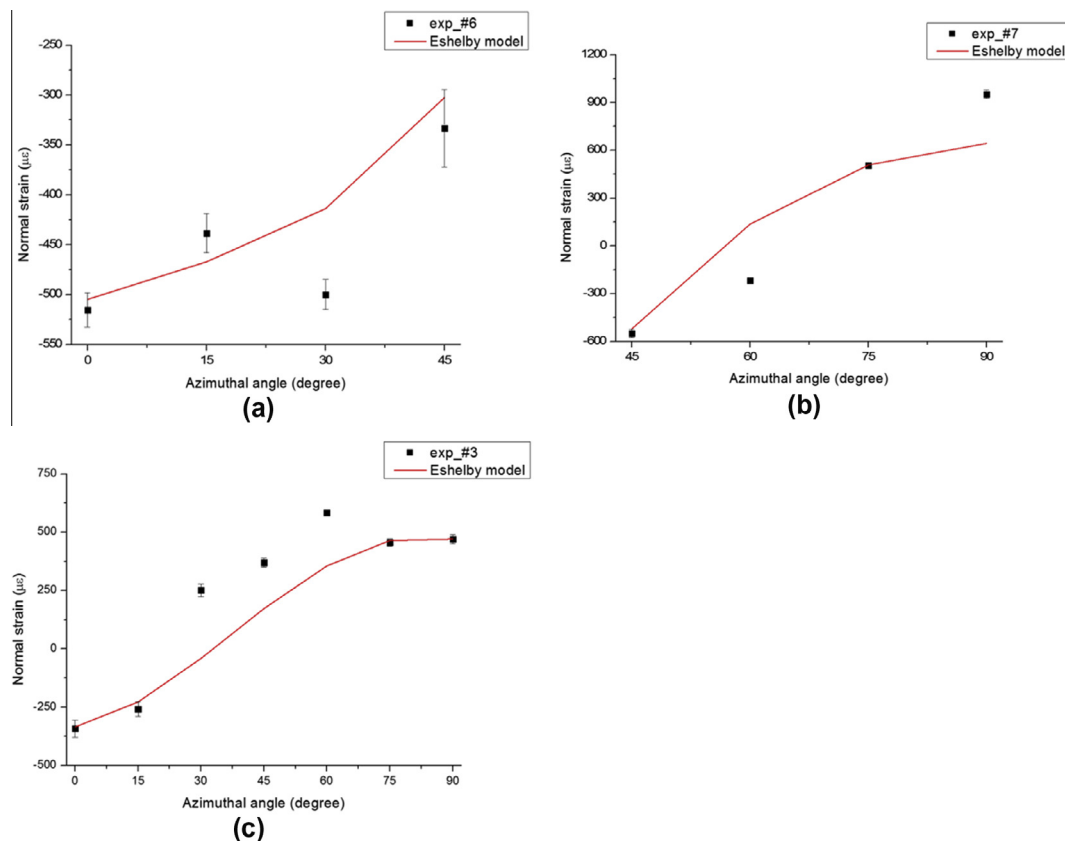 exp_#6
Eshelby model
-250
-300
-350
-400
-450
-500
-550
Normal strain (με)
0 15 30 45
Azimuthal angle (degree)
(a)
exp_#7
Eshelby model
1200
900
600
300
0
-300
-600
Normal strain (με)
45 60 75 90
Azimuthal angle (degree)
(b)
exp_#3
Eshelby model
750
500
250
0
-250
-500
Normal strain (με)
0 15 30 45 60 75 90
Azimuthal angle (degree)
(c)